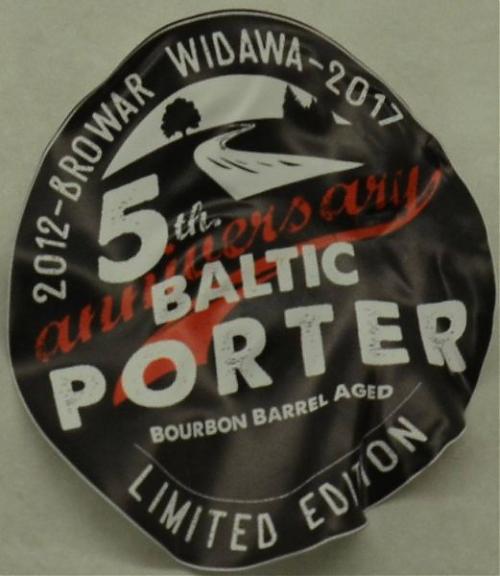 2012-BROWAR WIDAWA-2017
5th.
anniversary
BALTIC
PORTER
BOURBON BARREL AGED
LIMITED EDITION